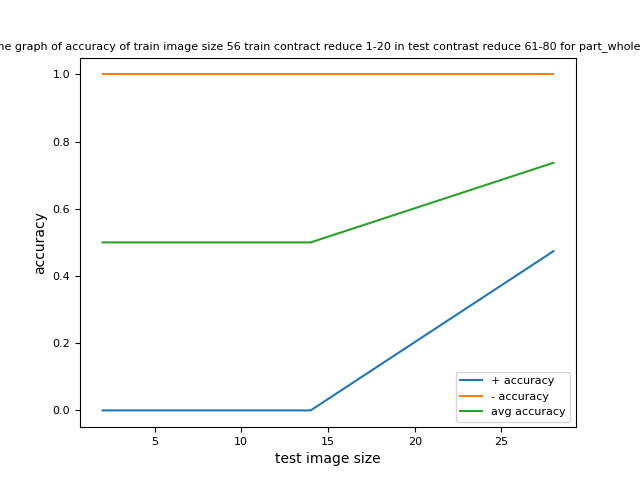 ne graph of accuracy of train image size 56 train contract reduce 1-20 in test contrast reduce 61-80 for part_whole
1.0
0.8
0.6
0.4
0.2
0.0
accuracy
5
10
15
20
25
test image size
+ accuracy
- accuracy
avg accuracy